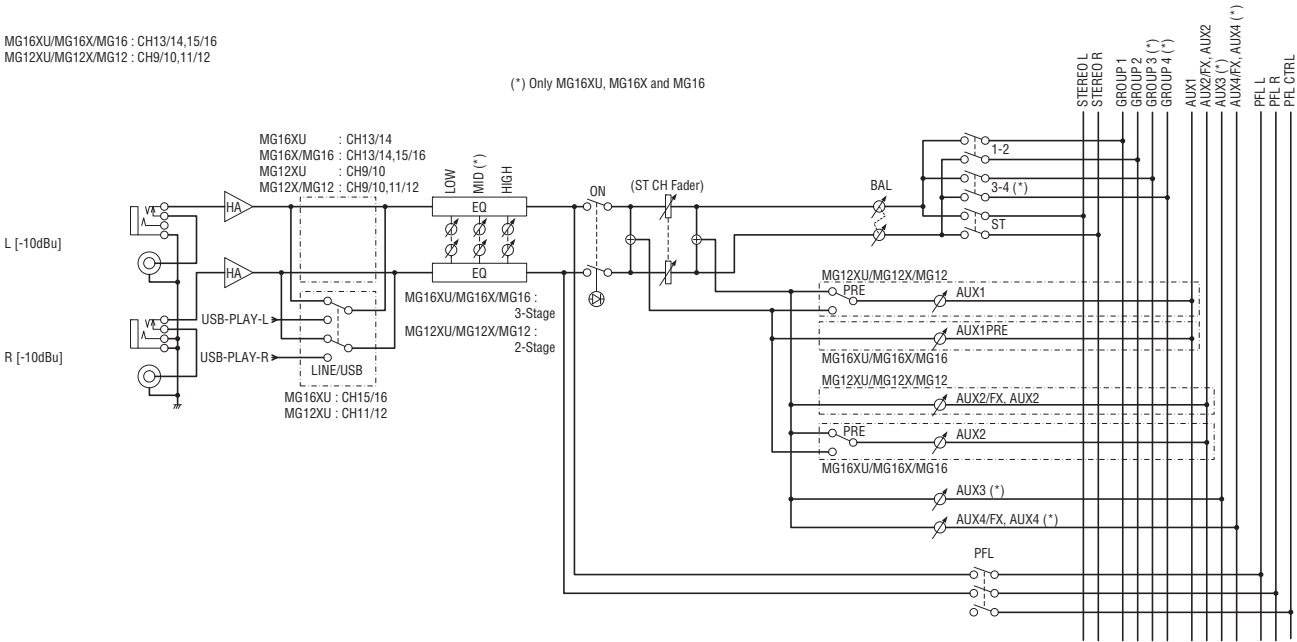 MG16XU/MG16X/MG16 : CH13/14,15/16
MG12XU/MG12X/MG12 : CH9/10,11/12
(*) Only MG16XU, MG16X and MG16
STEREO L
STEREO R
GROUP 1
GROUP 2
GROUP 3 (*)
GROUP 4 (*)
AUX1
AUX2/FX, AUX2
AUX3 (*)
AUX4/FX, AUX4 (*)
PFL L
PFL R
PFL CTRL
MG16XU : CH13/14
MG16X/MG16 : CH13/14,15/16
MG12XU : CH9/10
MG12X/MG12 : CH9/10,11/12
LOW
MID (*)
HIGH
EQ
EQ
HA
HA
L [-10dBu]
R [-10dBu]
USB-PLAY-L
USB-PLAY-R
LINE/USB
MG16XU : CH15/16
MG12XU : CH11/12
MG16XU/MG16X/MG16 :
3-Stage
MG12XU/MG12X/MG12 :
2-Stage
ON
(ST CH Fader)
BAL
1-2
3-4 (*)
ST
MG12XU/MG12X/MG12
PRE
AUX1
AUX1PRE
MG16XU/MG16X/MG16
MG12XU/MG12X/MG12
AUX2/FX, AUX2
PRE
AUX2
MG16XU/MG16X/MG16
AUX3 (*)
AUX4/FX, AUX4 (*)
PFL